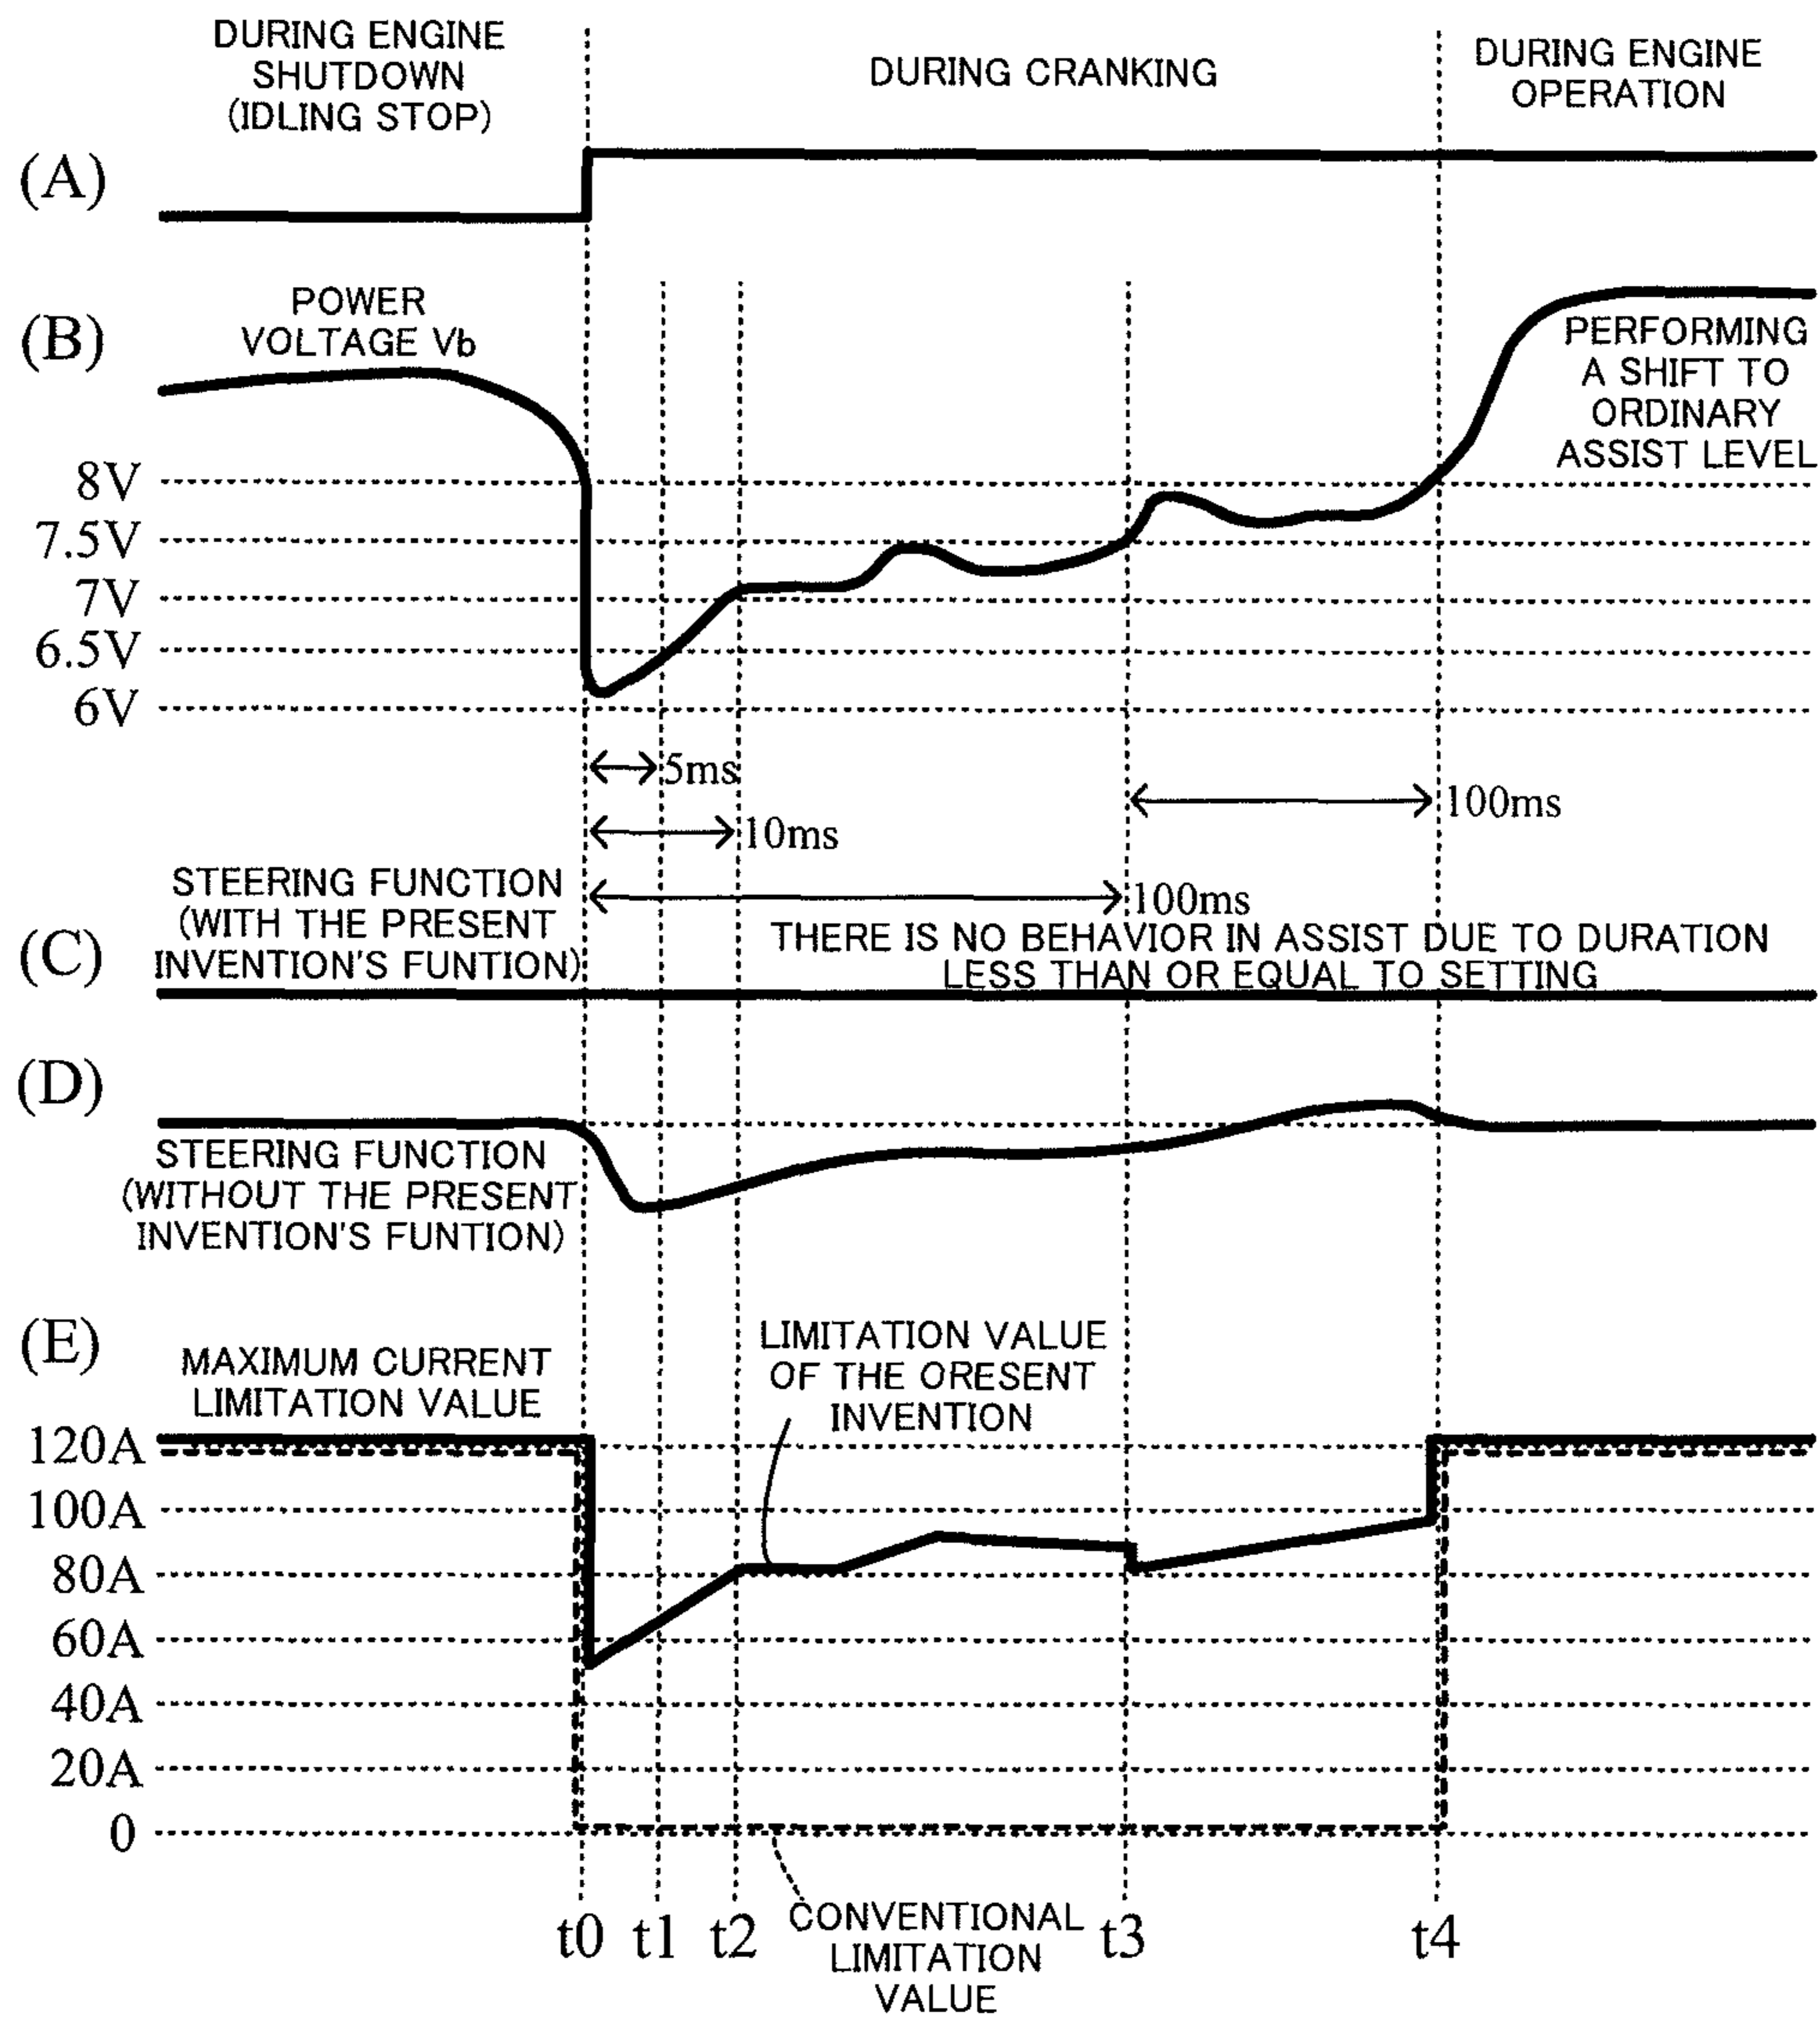 DURING ENGINE
SHUTDOWN
(IDLING STOP)
DURING CRANKING
DURING ENGINE
OPERATION
(A)
(B)
POWER
VOLTAGE Vb
PERFORMING
A SHIFT TO
ORDINARY
ASSIST LEVEL
8V
7.5V
7V
6.5V
6V
5ms
10ms
100ms
100ms
(C)
STEERING FUNCTION
(WITH THE PRESENT
INVENTION'S FUNTION)
THERE IS NO BEHAVIOR IN ASSIST DUE TO DURATION
LESS THAN OR EQUAL TO SETTING
(D)
STEERING FUNCTION
(WITHOUT THE PRESENT
INVENTION'S FUNTION)
(E)
MAXIMUM CURRENT
LIMITATION VALUE
LIMITATION VALUE
OF THE ORESENT
INVENTION
120A
100A
80A
60A
40A
20A
0
t0 t1 t2 t3 t4
CONVENTIONAL
LIMITATION
VALUE